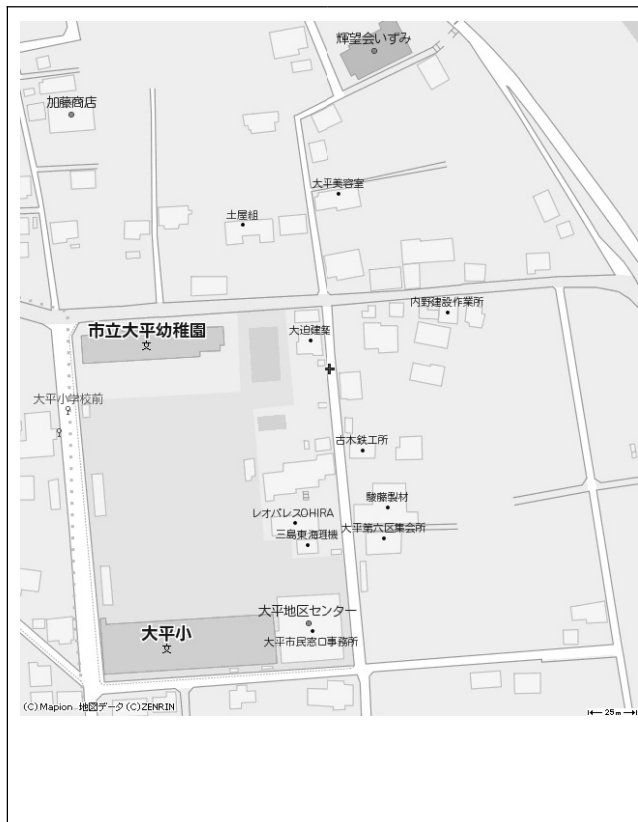 輝望会いずみ
加藤商店
大平美容室
土屋組
内野建設作業所
市立大平幼稚園
文
大迫建築
大平小学校前
古木鉄工所
駿藤製材
レオパレスOHIRA
大平第六区集会所
三島東海理機
大平地区センター
大平小
文
大平市民窓口事務所
(C)Mapion 地図データ(C)ZENRIN
25m